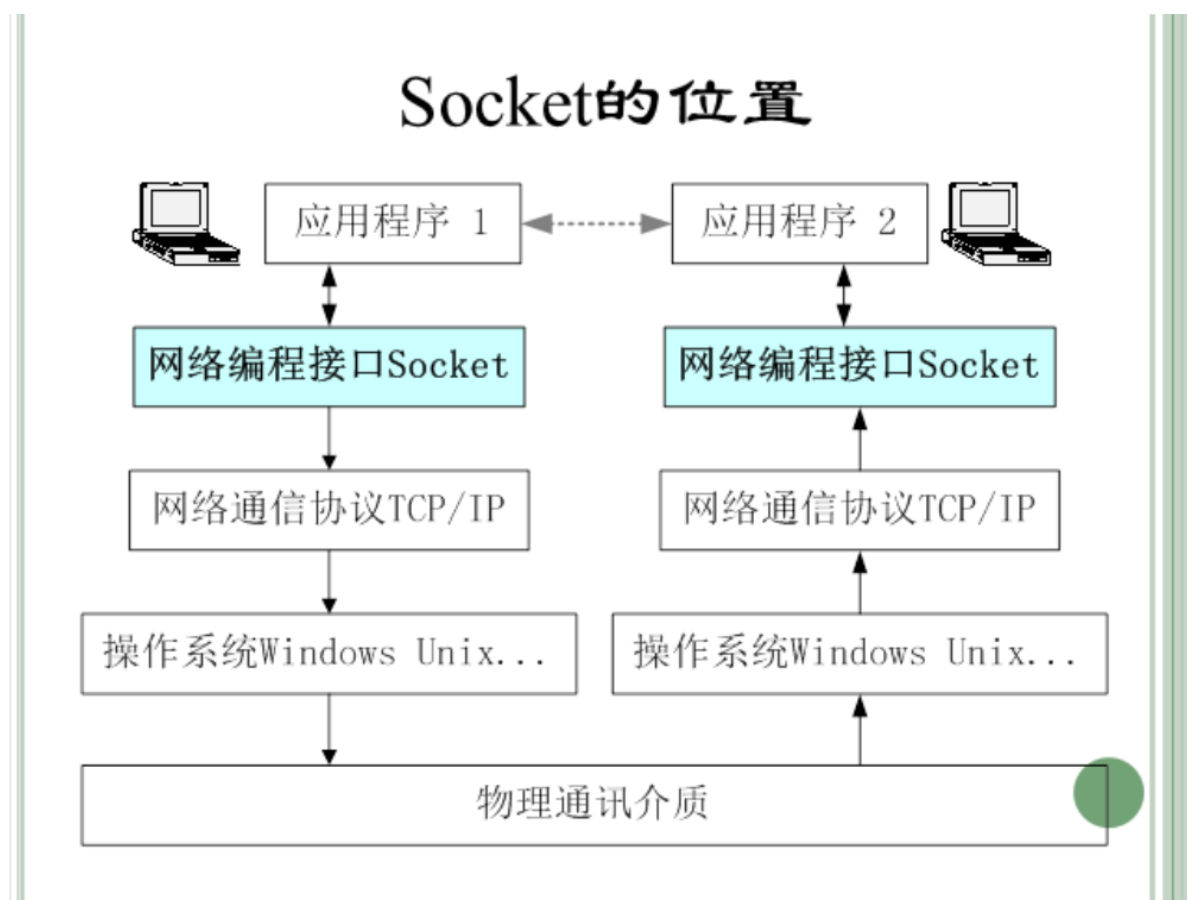 Socket的位置
应用程序 1
应用程序 2
网络编程接口Socket
网络编程接口Socket
网络通信协议TCP/IP
网络通信协议TCP/IP
操作系统Windows Unix...
操作系统Windows Unix...
物理通讯介质